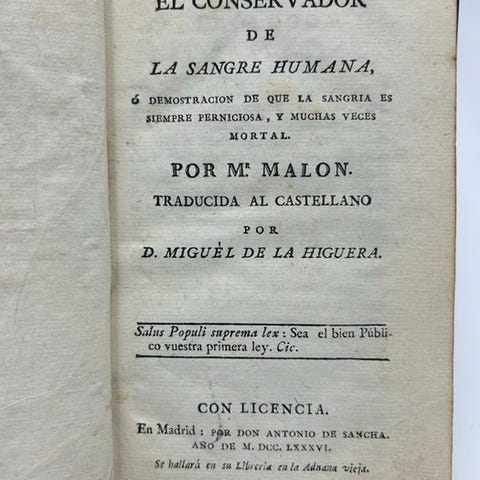 EL CONSERVADOR
DE
LA SANGRE HUMANA,
Ó DEMOSTRACION DE QUE LA SANGRIA ES
SIEMPRE PERNICIOSA, Y MUCHAS VECES
MORTAL.
POR M.R MALON.
TRADUCIDA AL CASTELLANO
POR
D. MIGUÈL DE LA HIGUERA.
Salus Populi suprema lex: Sea el bien Públi-
co vuestra primera ley. Cic.
CON LICENCIA.
En Madrid: POR DON ANTONIO DE SANCHA.
AÑO DE M. DCC. LXXXVI.
Se hallará en su Libreria en la Aduana vieja.